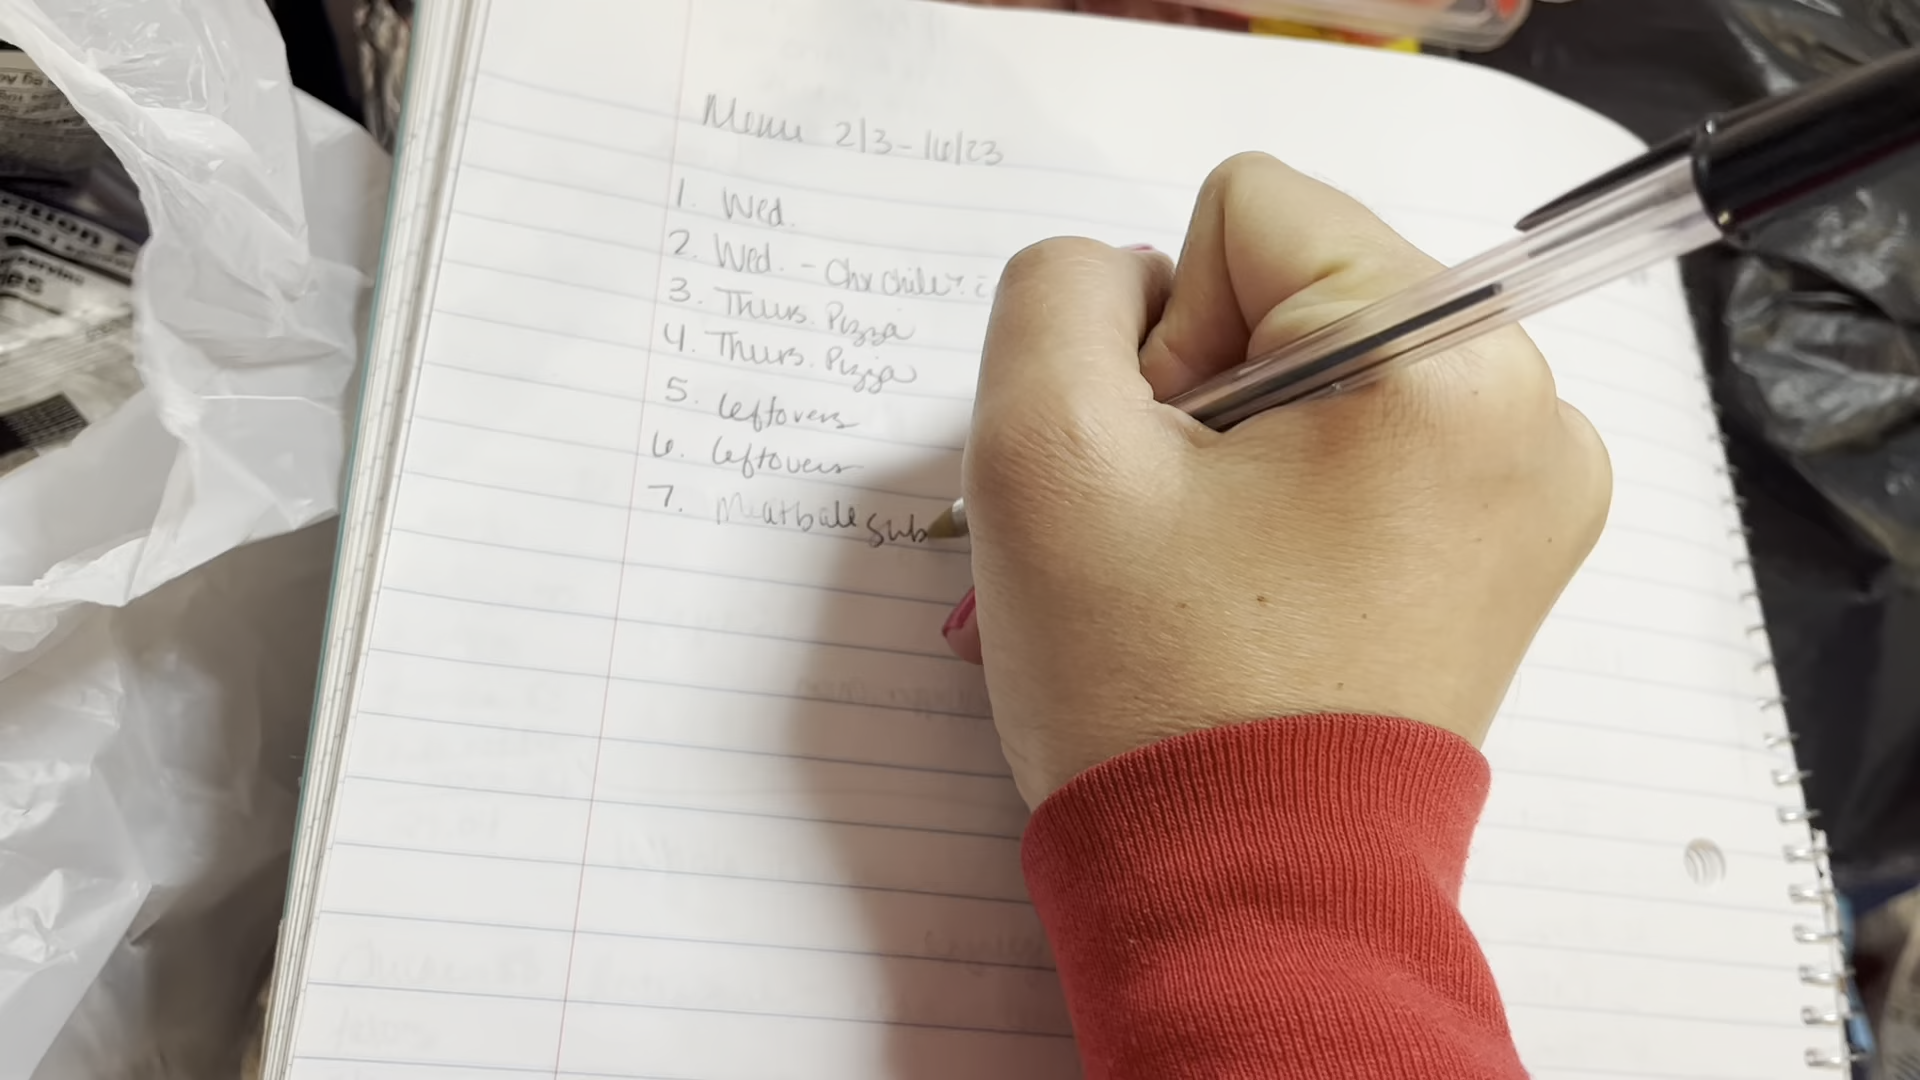 Menu 2/3-16/23
1. Wed.
2. Wed. - Chx Chili
3. Thurs. Pizza
4. Thurs. Pizza
5. leftovers
6. leftovers
7. Meatball Sub